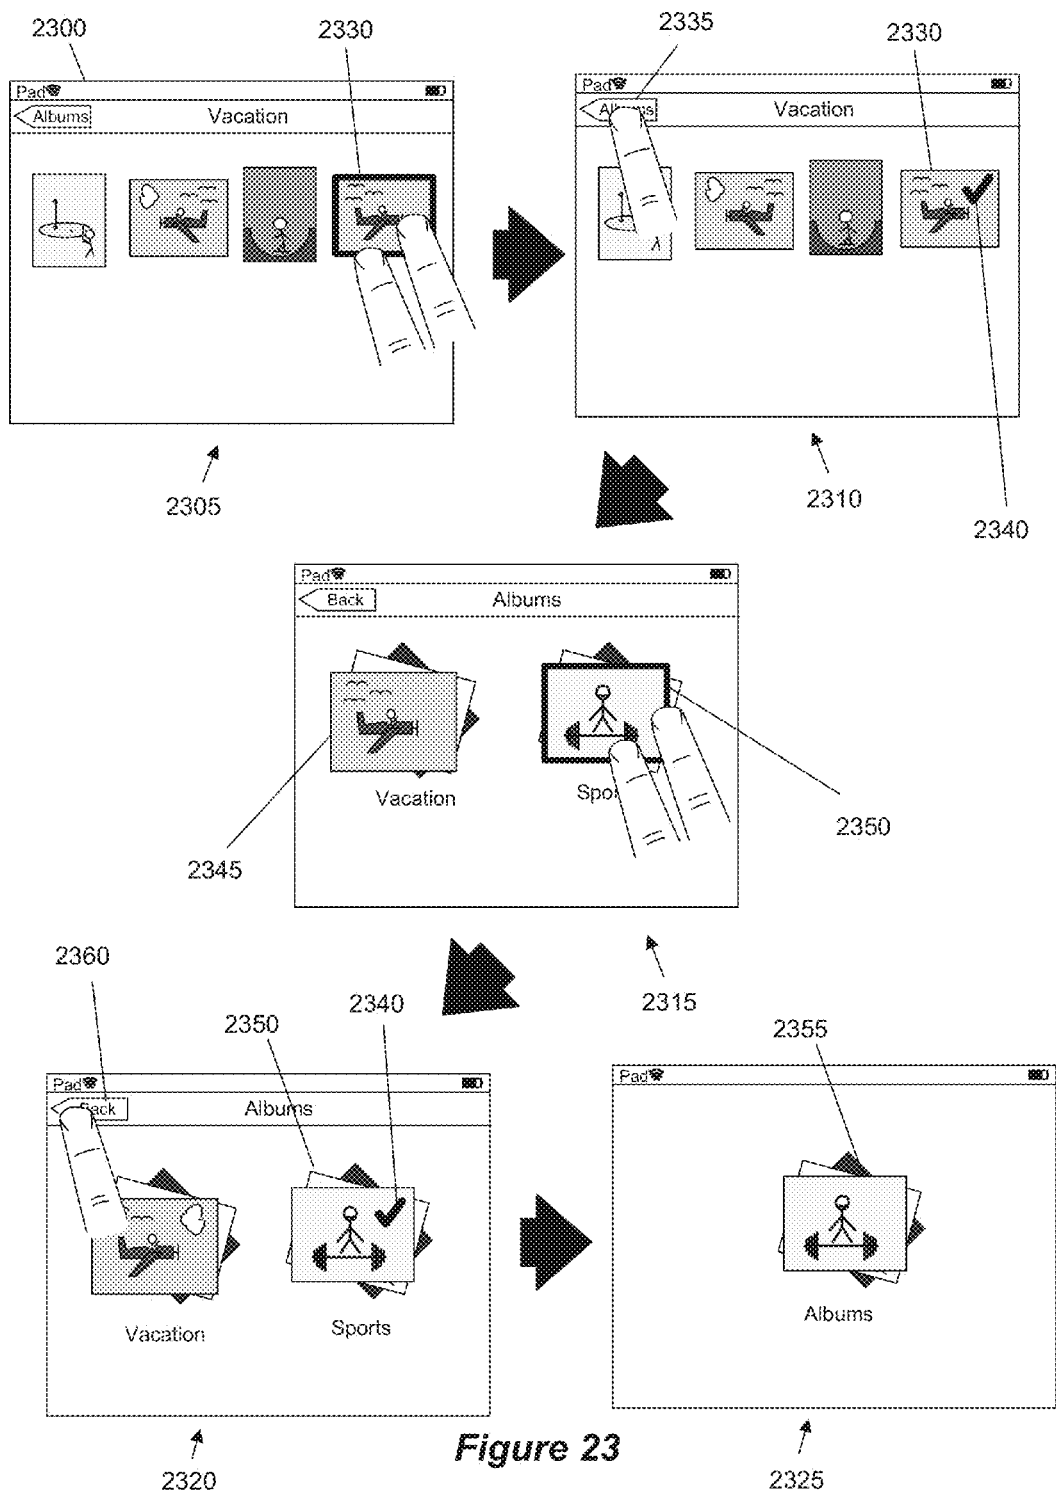 2300
2330
2335
2330
Pad
Albums
Vacation
Pad
Vacation
2305
2310
2340
Pad
Back
Albums
Vacation
2345
2350
2360
2315
2350
2340
2355
Pad
Albums
Pad
Vacation
Sports
Albums
Figure 23
2320
2325